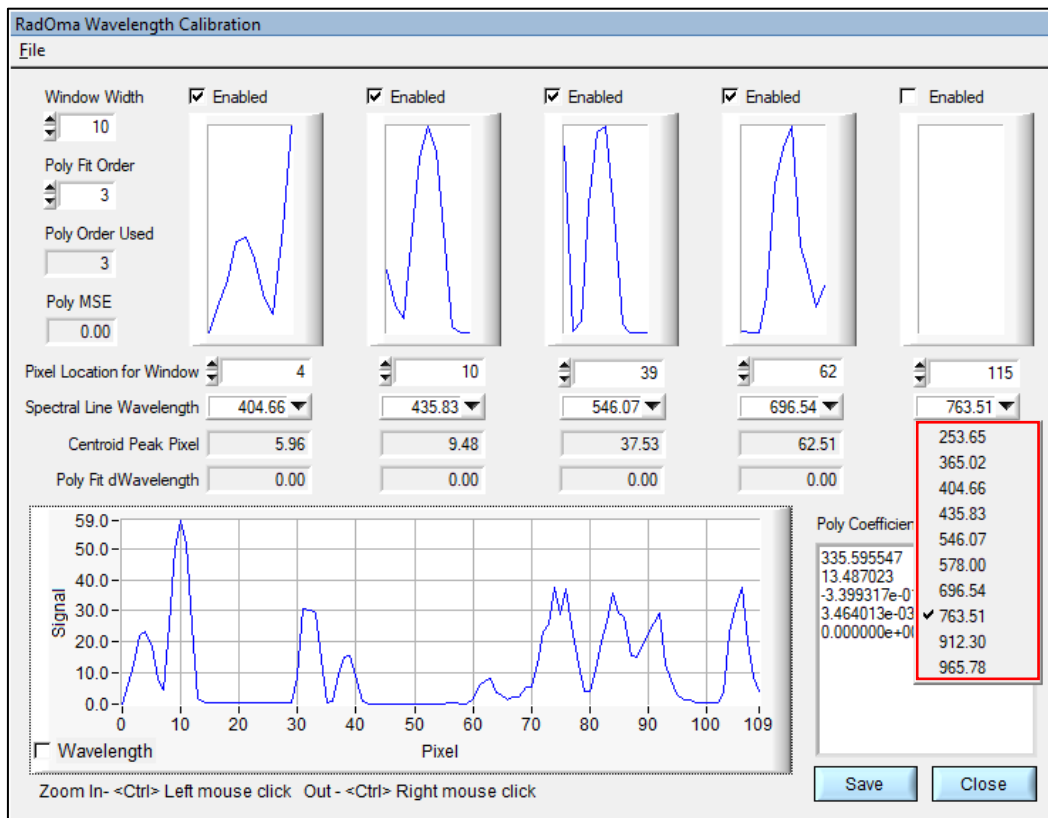 RadOma Wavelength Calibration
File
Window Width
Enabled
Enabled
Enabled
Enabled
Enabled
10
Poly Fit Order
3
Poly Order Used
3
Poly MSE
0.00
Pixel Location for Window 4 10 39 62 115
Spectral Line Wavelength 404.66 435.83 546.07 696.54 763.51
Centroid Peak Pixel 5.96 9.48 37.53 62.51
Poly Fit dWavelength 0.00 0.00 0.00 0.00
253.65
365.02
404.66
435.83
546.07
578.00
696.54
763.51
912.30
965.78
59.0
50.0
40.0
30.0
20.0
10.0
0.0
Signal
0 10 20 30 40 50 60 70 80 90 100 109
Wavelength
Pixel
Poly Coefficien
335.595547
13.487023
-3.399317e-0
3.464013e-03
0.000000e+00
Zoom In- <Ctrl> Left mouse click Out - <Ctrl> Right mouse click
Save
Close